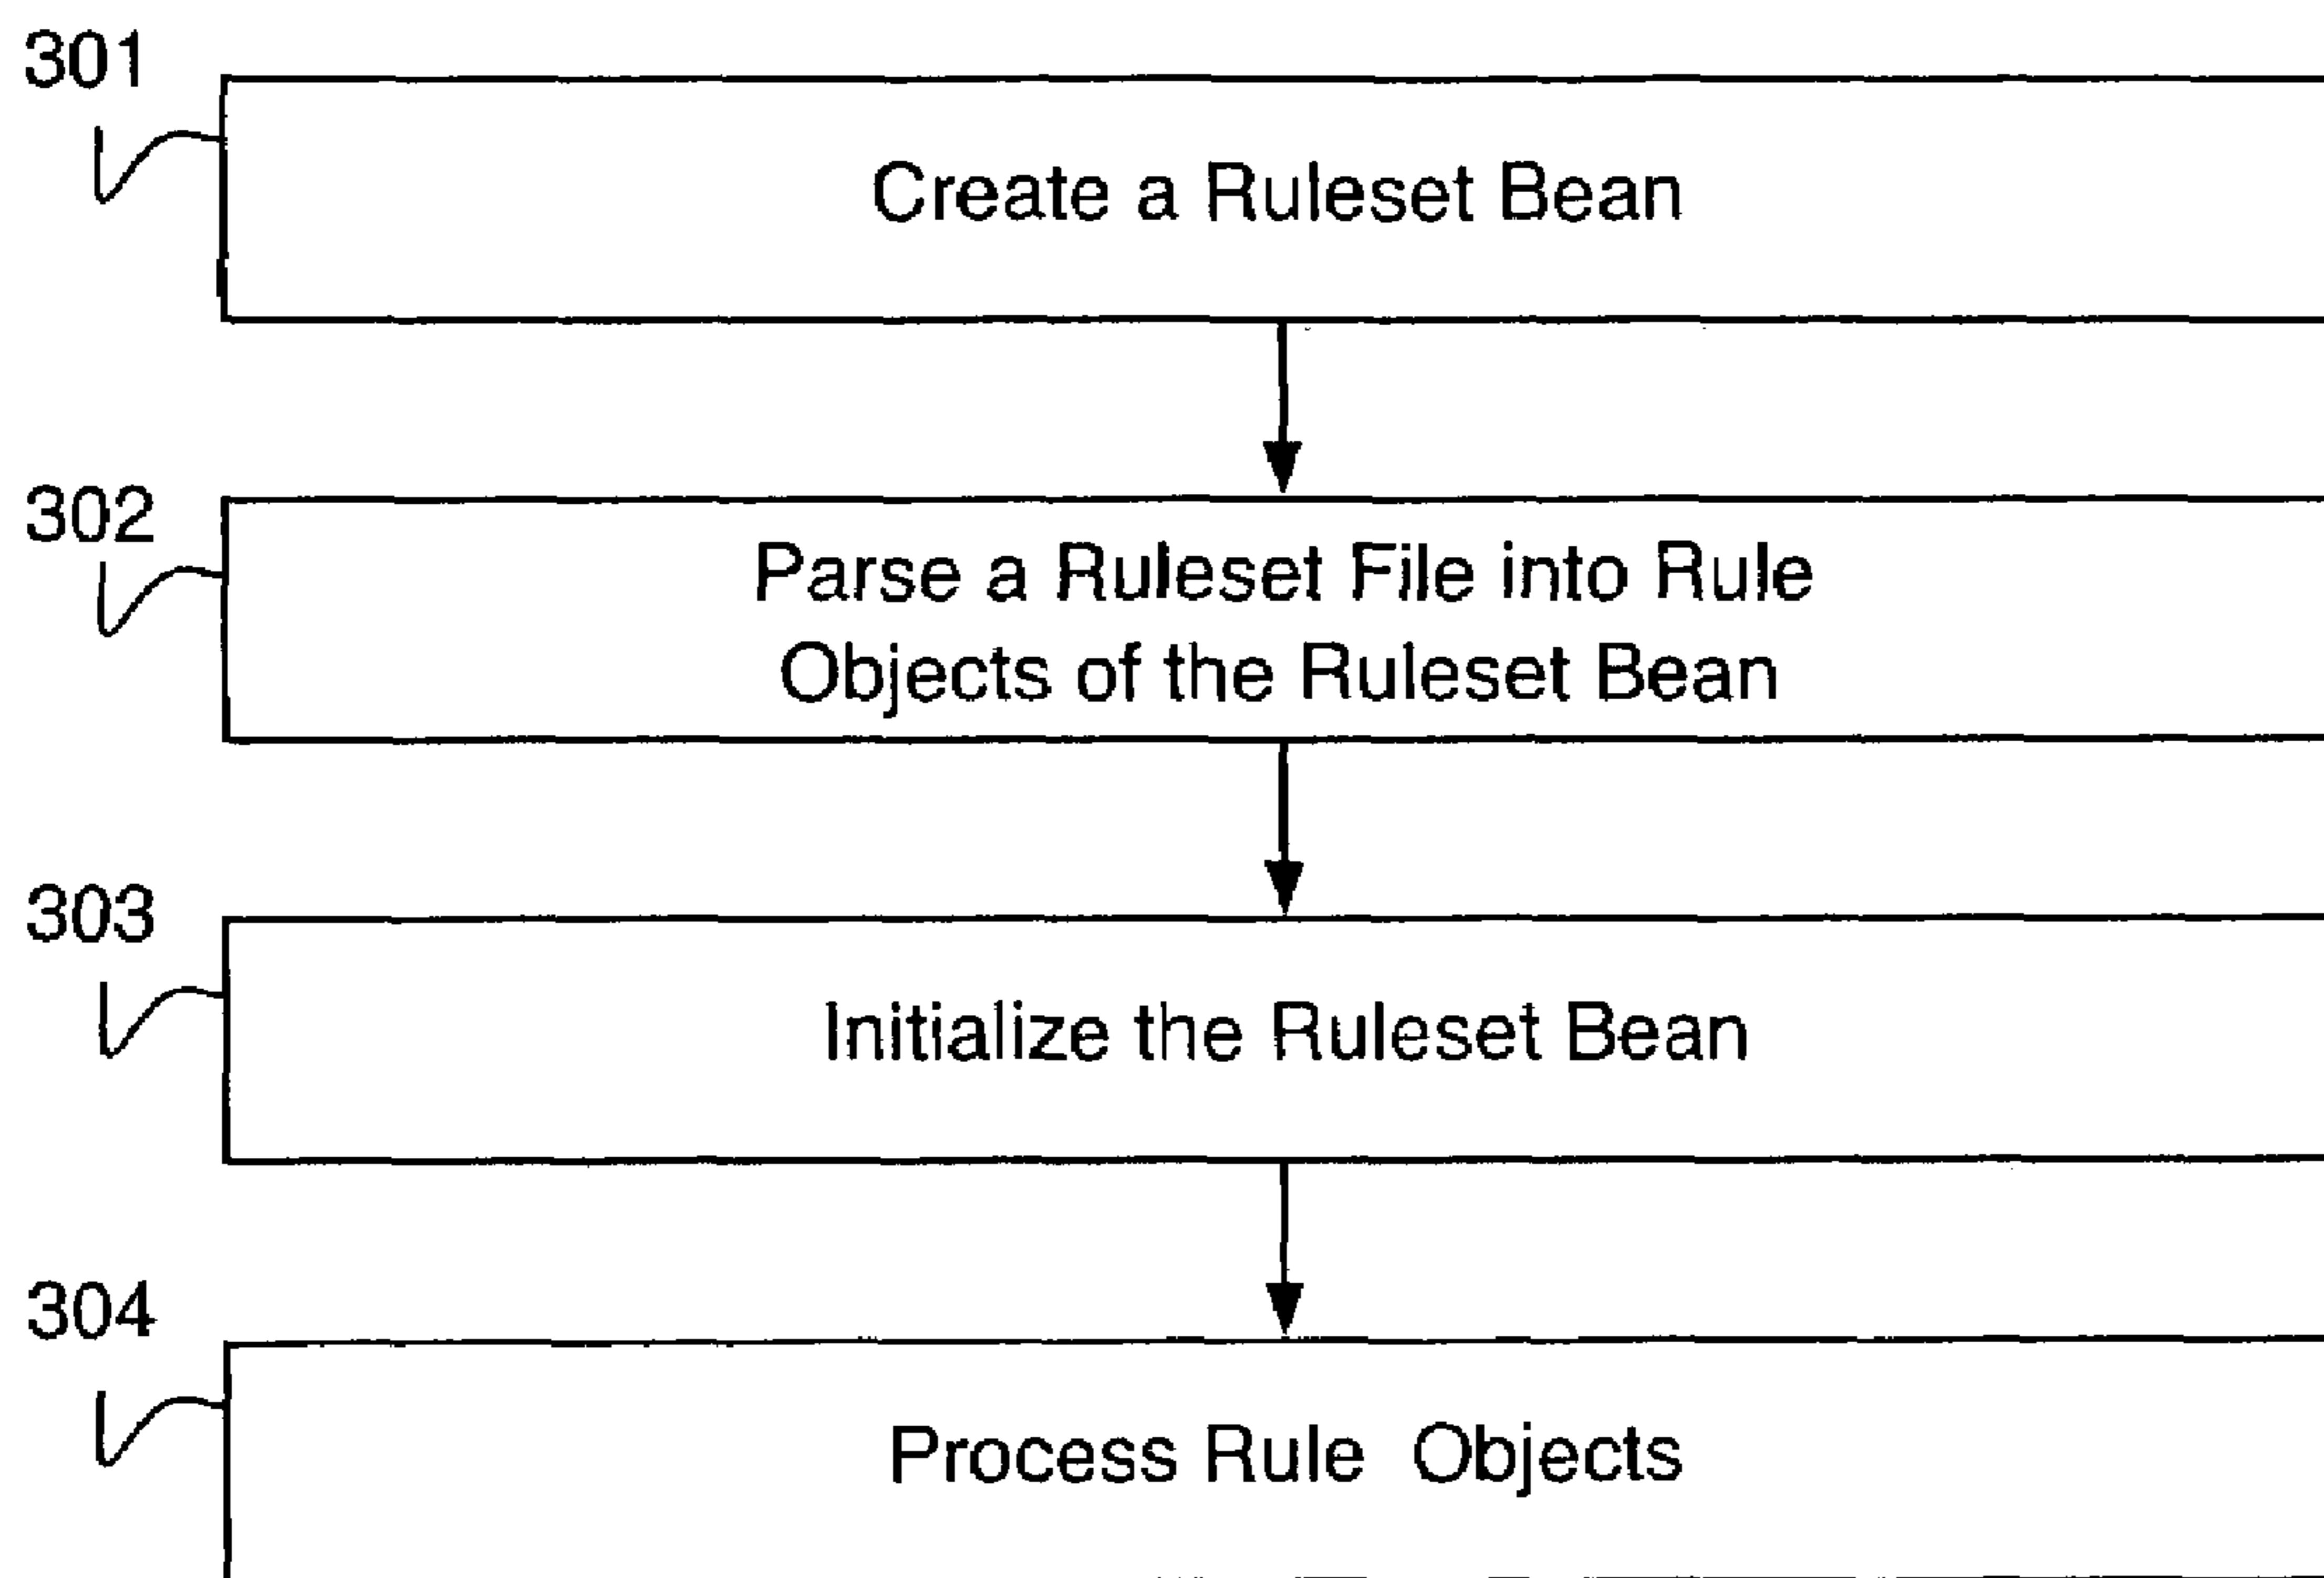 301
Create a Ruleset Bean
302
Parse a Ruleset File into Rule
Objects of the Ruleset Bean
303
Initialize the Ruleset Bean
304
Process Rule Objects